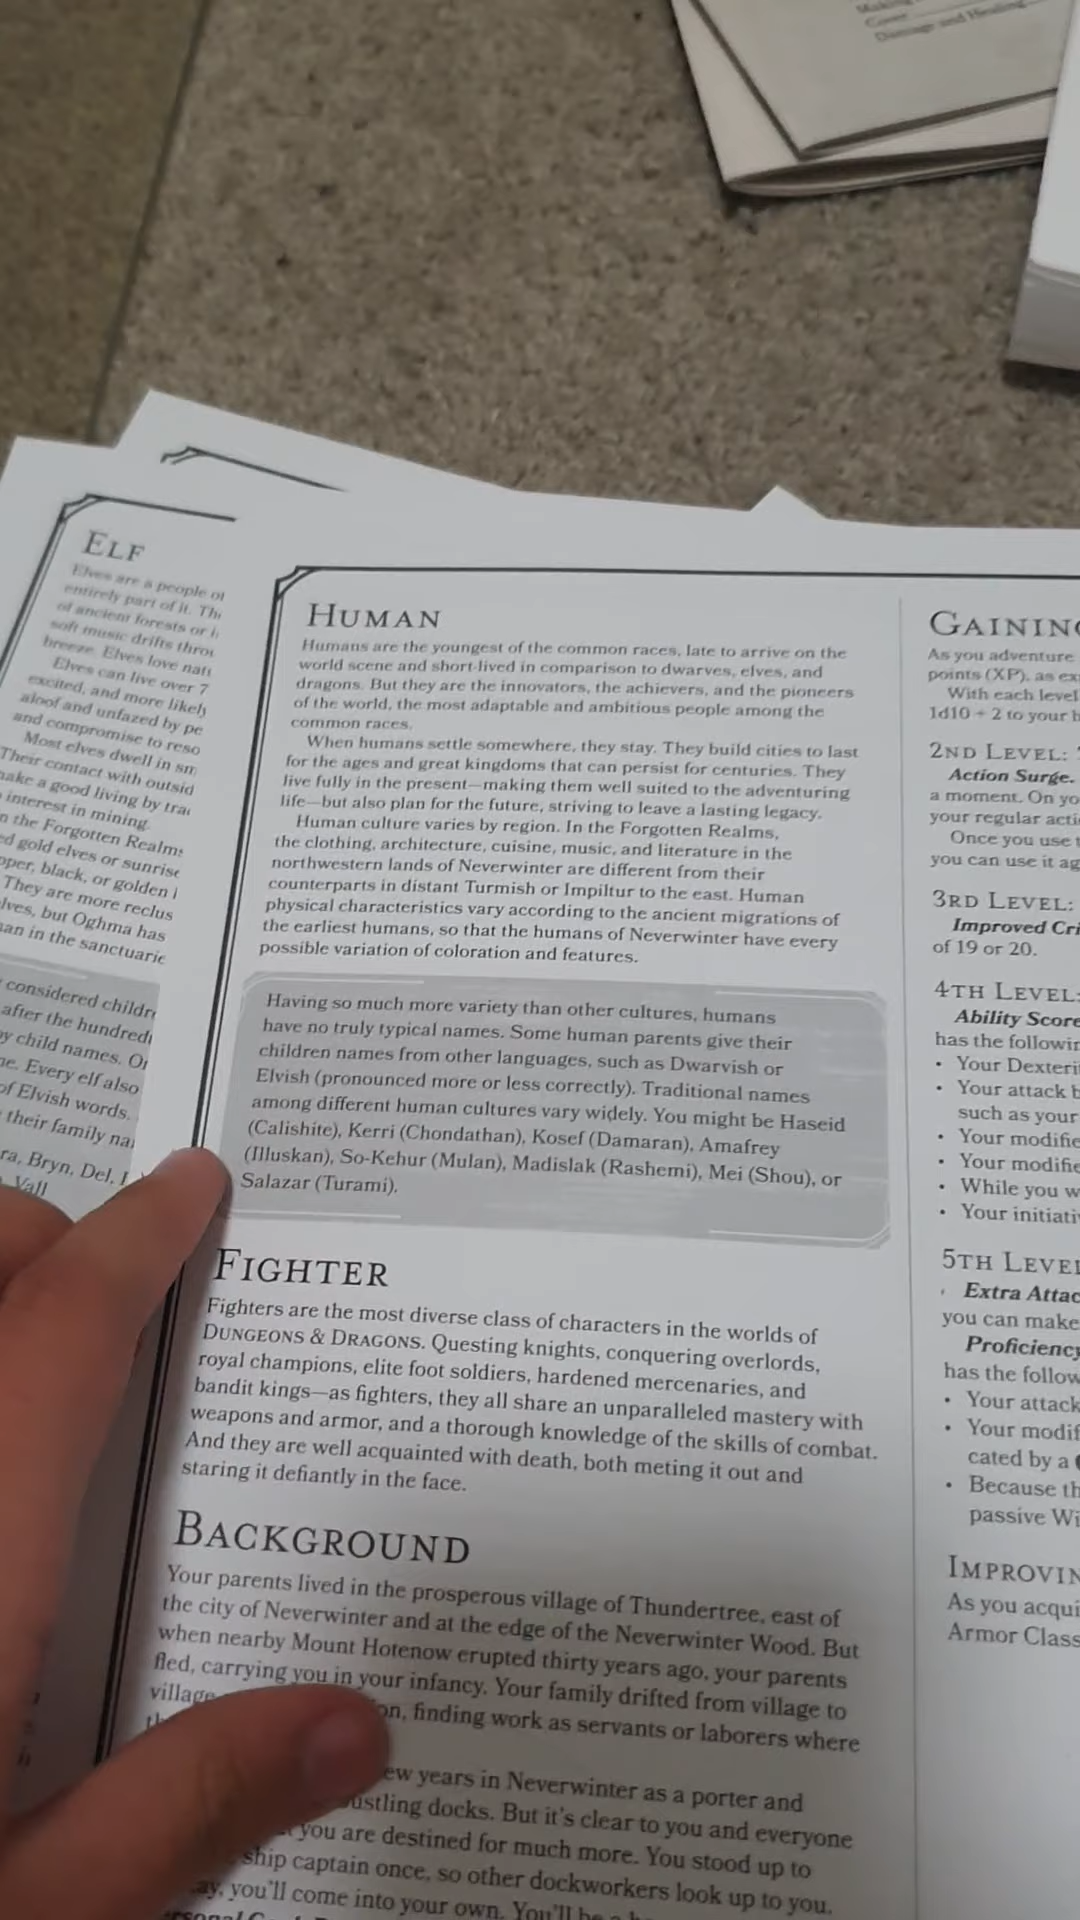 Cover
Damage and Healing
ELF
Elves are a people of
entirely part of it. The
of ancient forests or
soft music drifts throu
breeze. Elves love natu
Elves can live over 7
excited, and more likely
aloof and unfazed by pe
and compromise to reso
Most elves dwell in sm
Their contact with outsid
make a good living by trad
interest in mining.
n the Forgotten Realms
ed gold elves or sunrise
pper, black, or golden
They are more reclus
lves, but Oghma has
an in the sanctuarie
considered childre
after the hundred
y child names. On
ne. Every elf also
of Elvish words.
their family na
ra, Bryn, Del,
Vall
HUMAN
Humans are the youngest of the common races, late to arrive on the
world scene and short-lived in comparison to dwarves, elves, and
dragons. But they are the innovators, the achievers, and the pioneers
of the world, the most adaptable and ambitious people among the
common races.
When humans settle somewhere, they stay. They build cities to last
for the ages and great kingdoms that can persist for centuries. They
live fully in the present—making them well suited to the adventuring
life—but also plan for the future, striving to leave a lasting legacy.
Human culture varies by region. In the Forgotten Realms,
the clothing, architecture, cuisine, music, and literature in the
northwestern lands of Neverwinter are different from their
counterparts in distant Turmish or Impiltur to the east. Human
physical characteristics vary according to the ancient migrations of
the earliest humans, so that the humans of Neverwinter have every
possible variation of coloration and features.
Having so much more variety than other cultures, humans
have no truly typical names. Some human parents give their
children names from other languages, such as Dwarvish or
Elvish (pronounced more or less correctly). Traditional names
among different human cultures vary widely. You might be Haseid
(Calishite), Kerri (Chondathan), Kosef (Damaran), Amafrey
(Illuskan), So-Kehur (Mulan), Madislak (Rashemi), Mei (Shou), or
Salazar (Turami).
FIGHTER
Fighters are the most diverse class of characters in the worlds of
DUNGEONS & DRAGONS. Questing knights, conquering overlords,
royal champions, elite foot soldiers, hardened mercenaries, and
bandit kings—as fighters, they all share an unparalleled mastery with
weapons and armor, and a thorough knowledge of the skills of combat.
And they are well acquainted with death, both meting it out and
staring it defiantly in the face.
BACKGROUND
Your parents lived in the prosperous village of Thundertree, east of
the city of Neverwinter and at the edge of the Neverwinter Wood. But
when nearby Mount Hotenow erupted thirty years ago, your parents
fled, carrying you in your infancy. Your family drifted from village to
village on, finding work as servants or laborers where
ew years in Neverwinter as a porter and
ustling docks. But it's clear to you and everyone
you are destined for much more. You stood up to
ship captain once, so other dockworkers look up to you.
ay, you'll come into your own. You'll be a
GAINING
As you adventure
points (XP), as ex
With each level
1d10 + 2 to your h
2ND LEVEL:
Action Surge.
a moment. On yo
your regular acti
Once you use t
you can use it ag
3RD LEVEL:
Improved Cri
of 19 or 20.
4TH LEVEL:
Ability Score
has the followin
• Your Dexteri
• Your attack b
such as your
• Your modifie
• Your modifie
• While you w
• Your initiati
5TH LEVEL
Extra Attac
you can make
Proficiency
has the follow
• Your attack
• Your modif
cated by a
• Because th
passive Wi
IMPROVIN
As you acqui
Armor Class